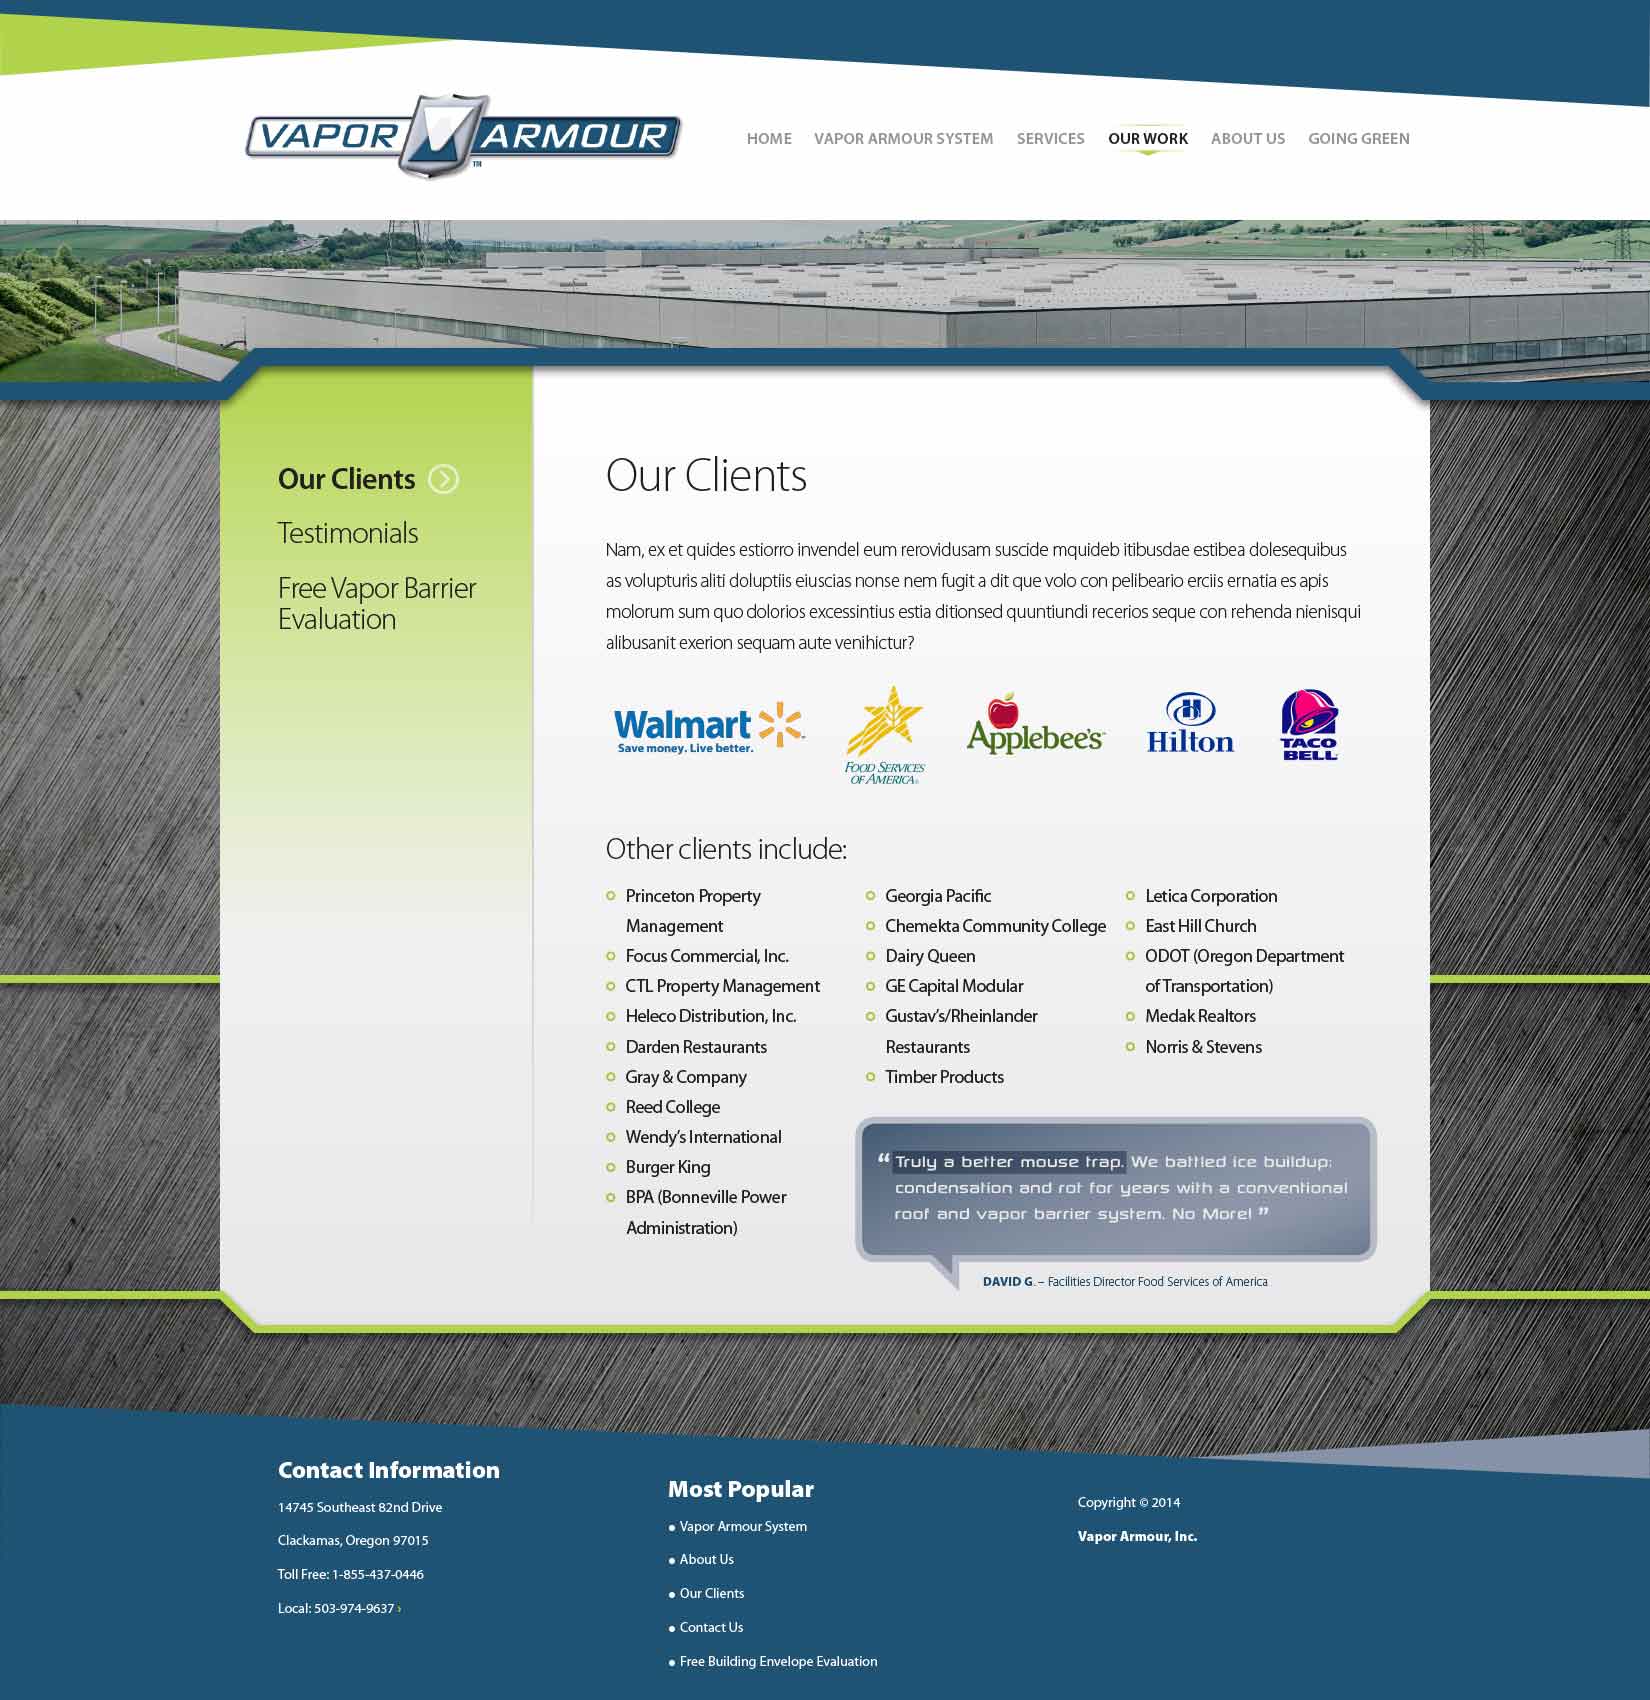 VAPOR ARMOUR
TM
HOME VAPOR ARMOUR SYSTEM SERVICES OUR WORK ABOUT US GOING GREEN
Our Clients
Testimonials
Free Vapor Barrier
Evaluation
Our Clients
Nam, ex et quides estiorro invendel eum rerovidusam suscide mquideb itibusdae estibea dolesequibus
as volupturis aliti doluptiis eiuscias nonse nem fugit a dit que volo con pelibeario erciis ernatia es apis
molorum sum quo dolorios excessintius estia ditionsed quuntiundi recerios seque con rehenda nienisqui
alibusanit exerion sequam aute venihictur?
Walmart
Save money. Live better.
FOOD SERVICES
OF AMERICA®
Applebee's™
Hilton
TACO
BELL
Other clients include:
Princeton Property
Management
Focus Commercial, Inc.
CTL Property Management
Heleco Distribution, Inc.
Darden Restaurants
Gray & Company
Reed College
Wendy's International
Burger King
BPA (Bonneville Power
Administration)
Georgia Pacific
Chemekta Community College
Dairy Queen
GE Capital Modular
Gustav's/Rheinlander
Restaurants
Timber Products
Letica Corporation
East Hill Church
ODOT (Oregon Department
of Transportation)
Medak Realtors
Norris & Stevens
“ Truly a better mouse trap. We battled ice buildup;
condensation and rot for years with a conventional
roof and vapor barrier system. No More! ”
DAVID G. – Facilities Director Food Services of America
Contact Information
14745 Southeast 82nd Drive
Clackamas, Oregon 97015
Toll Free: 1-855-437-0446
Local: 503-974-9637 ›
Most Popular
• Vapor Armour System
• About Us
• Our Clients
• Contact Us
• Free Building Envelope Evaluation
Copyright © 2014
Vapor Armour, Inc.